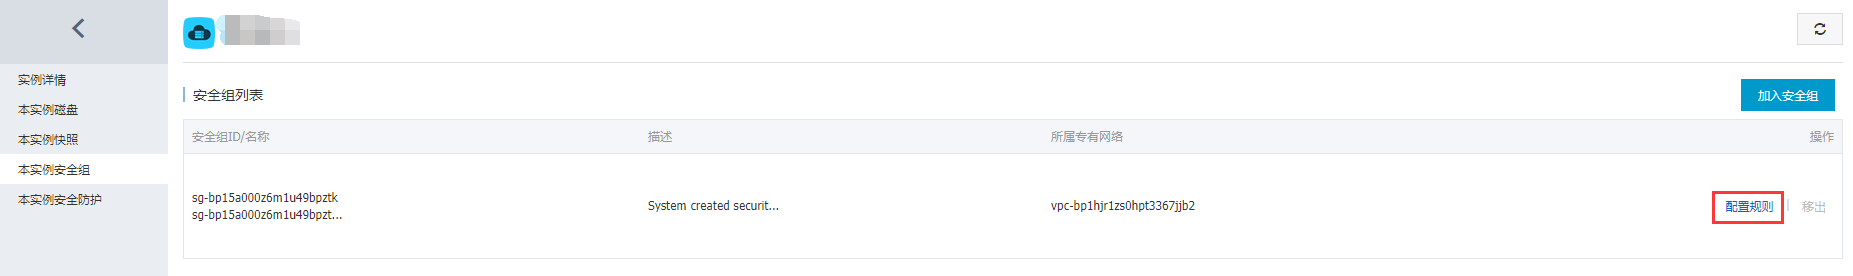 实例详情
本实例磁盘
本实例快照
本实例安全组
本实例安全防护
安全组列表
加入安全组
安全组ID/名称 描述 所属专有网络 操作
sg-bp15a000z6m1u49bpztk
sg-bp15a000z6m1u49bpzt...
System created securit...
vpc-bp1hjr1zs0hpt3367jjb2
配置规则 | 移出